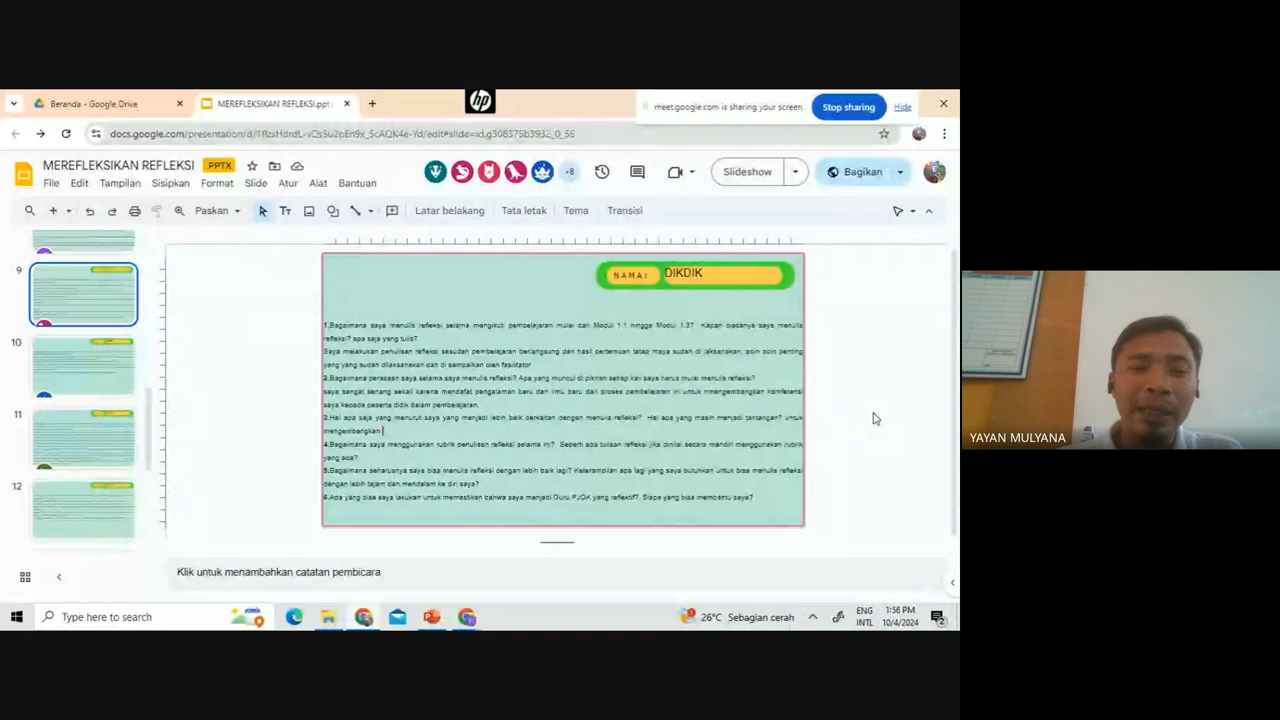 Beranda - Google Drive
MEREFLEKSIKAN REFLEKSI.ppt
meet.google.com is sharing your screen.
Stop sharing
Hide
MEREFLEKSIKAN REFLEKSI
PPTX
File Edit Tampilan Sisipkan Format Slide Atur Alat Bantuan
+8
Slideshow
Bagikan
Paskan
Latar belakang
Tata letak
Tema
Transisi
9
10
11
12
NAMA:
DIKDIK
1.Bagaimana saya menulis refleksi selama mengikuti pembelajaran mulai dari Modul 1.1 hingga Modul 1.3? Kapan biasanya saya menulis
refleksi? apa saja yang tulis?
Saya melakukan penulisan refleksi sesudah pembelajaran berlangsung dari hasil pertemuan tatap maya sudah di laksanakan, poin poin penting
yang yang sudah dilaksanakan dan di sampaikan oleh fasilitator
2.Bagaimana perasaan saya selama saya menulis refleksi? Apa yang muncul di pikiran setiap kali saya harus mulai menulis refleksi?
saya sangat senang sekali karena mendafat pengalaman baru dan ilmu baru dari proses pembelajaran ini untuk
saya kepada peserta didik dalam pembelajaran.
3.Hal apa saja yang menurut saya yang menjadi lebih baik berkaitan dengan menulis refleksi? Hal apa yang masih menjadi tantangan? untuk
mengembangkan
4.Bagaimana saya menggunakan rubrik penulisan refleksi selama ini? Seperti apa tulisan refleksi jika dinilai secara mandiri menggunakan rubrik
yang ada?
5.Bagaimana seharusnya saya bisa menulis refleksi dengan lebih baik lagi? Keterampilan apa lagi yang saya butuhkan untuk bisa menulis refleksi
dengan lebih tajam dan mendalam ke diri saya?
6.Apa yang bisa saya lakukan untuk memastikan bahwa saya menjadi Guru PJOK yang reflektif? Siapa yang bisa membantu saya?
Klik untuk menambahkan catatan pembicara
Type here to search
26°C Sebagian cerah
ENG
INTL
1:56 PM
10/4/2024
YAYAN MULYANA
hp